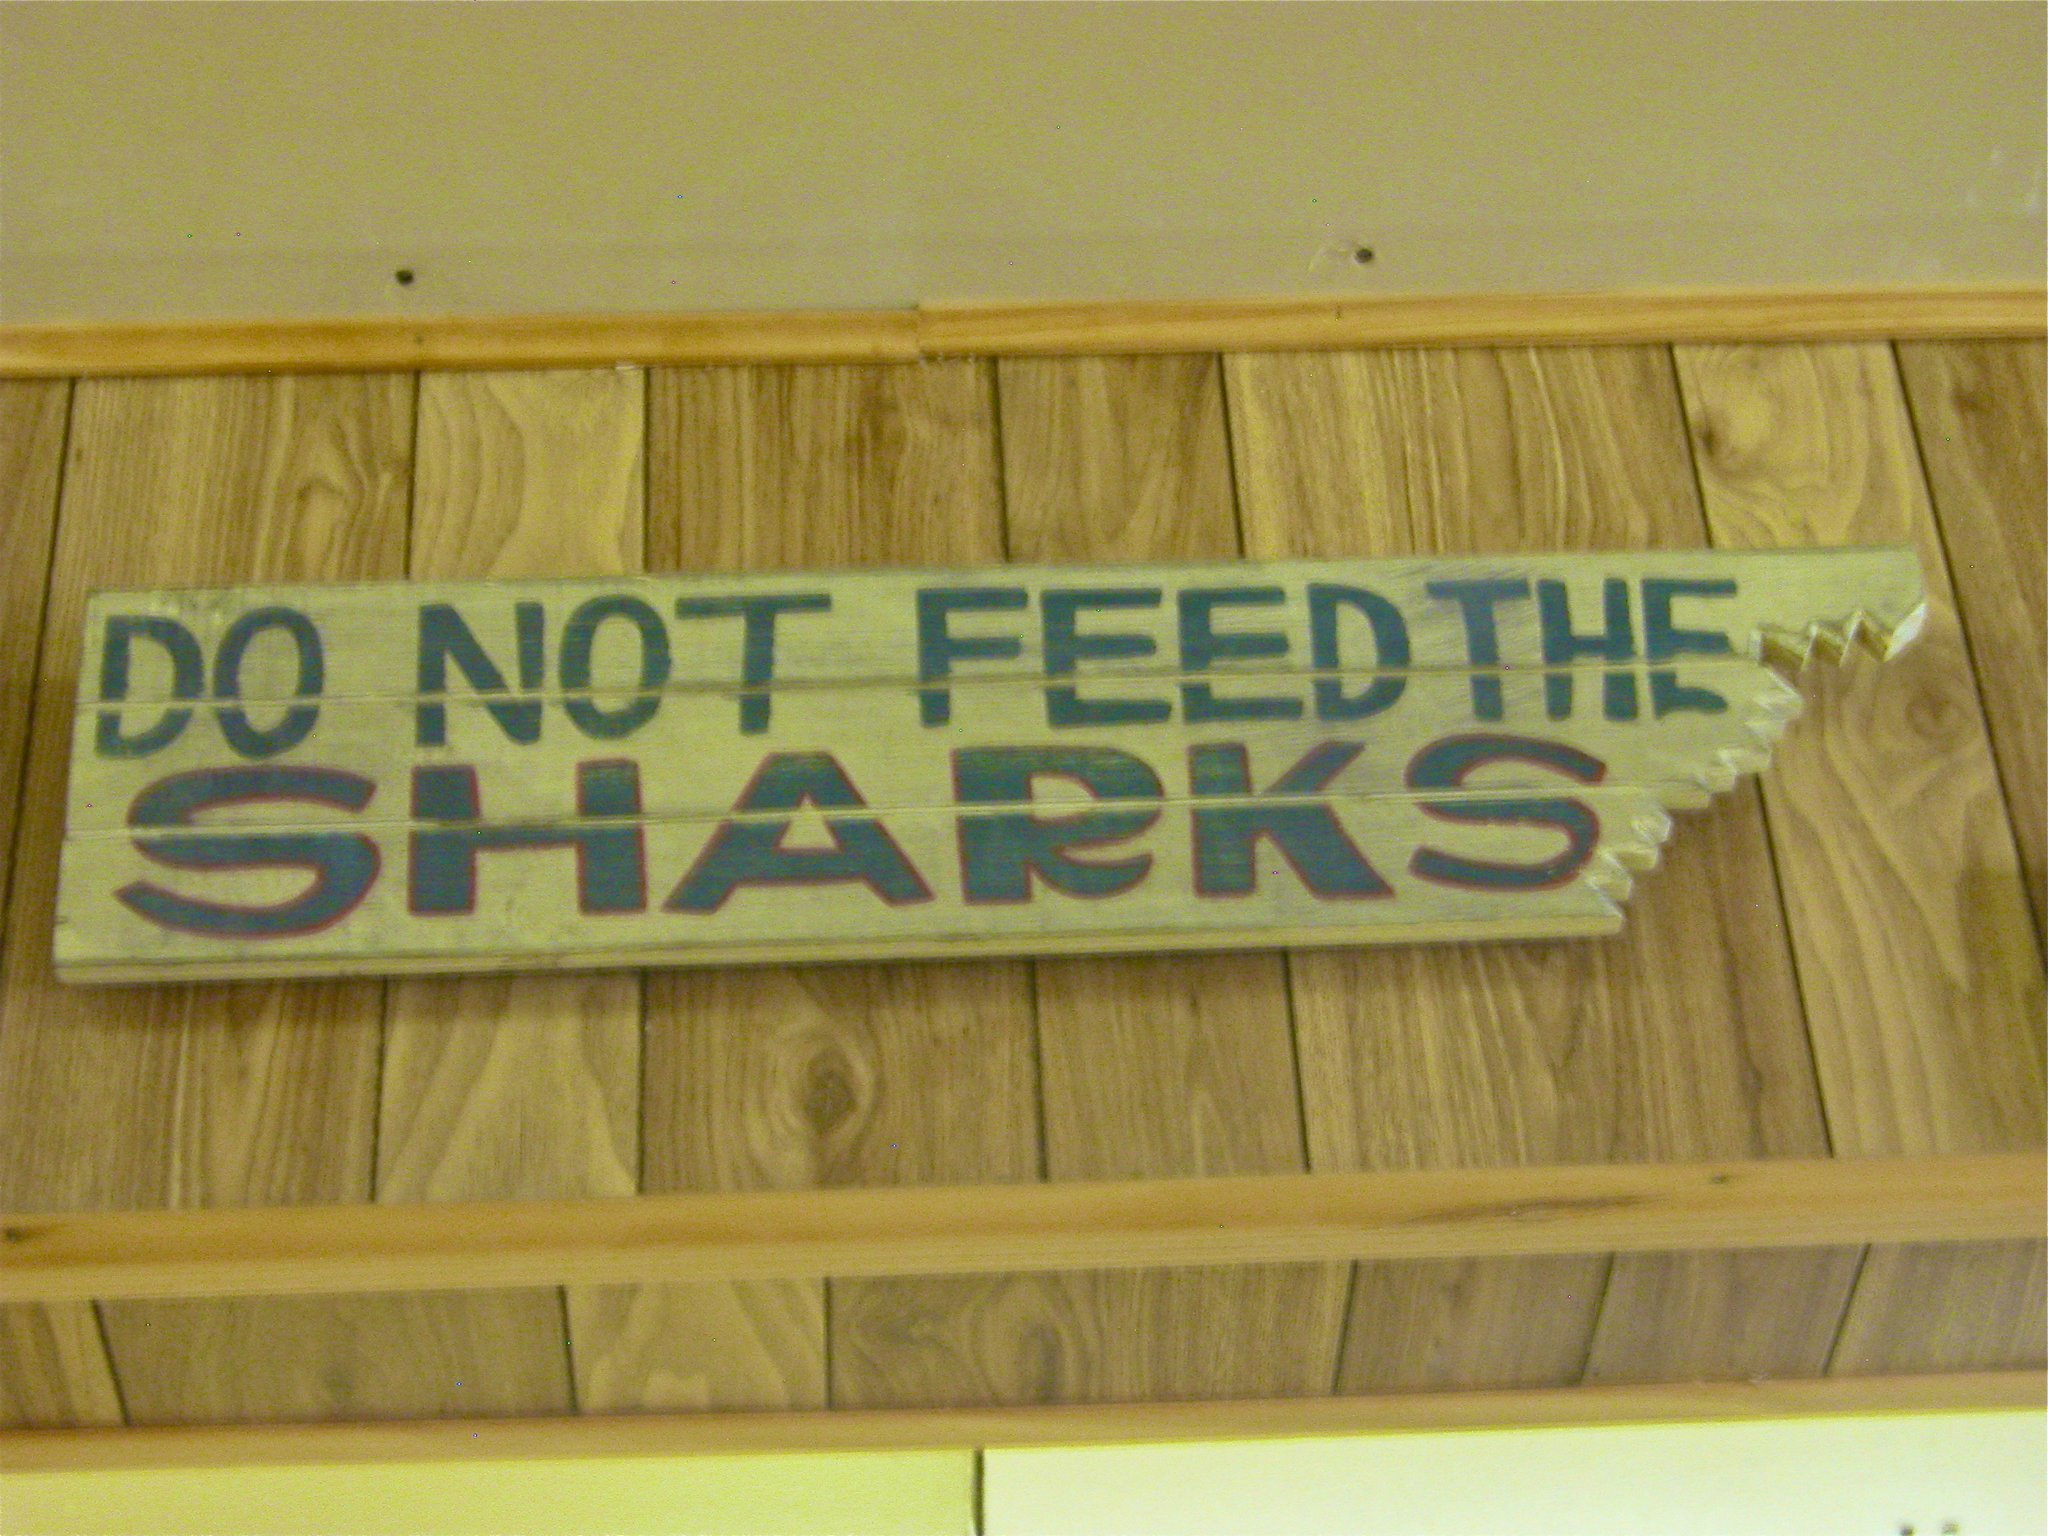 DO NOT FEED THE
SHARKS